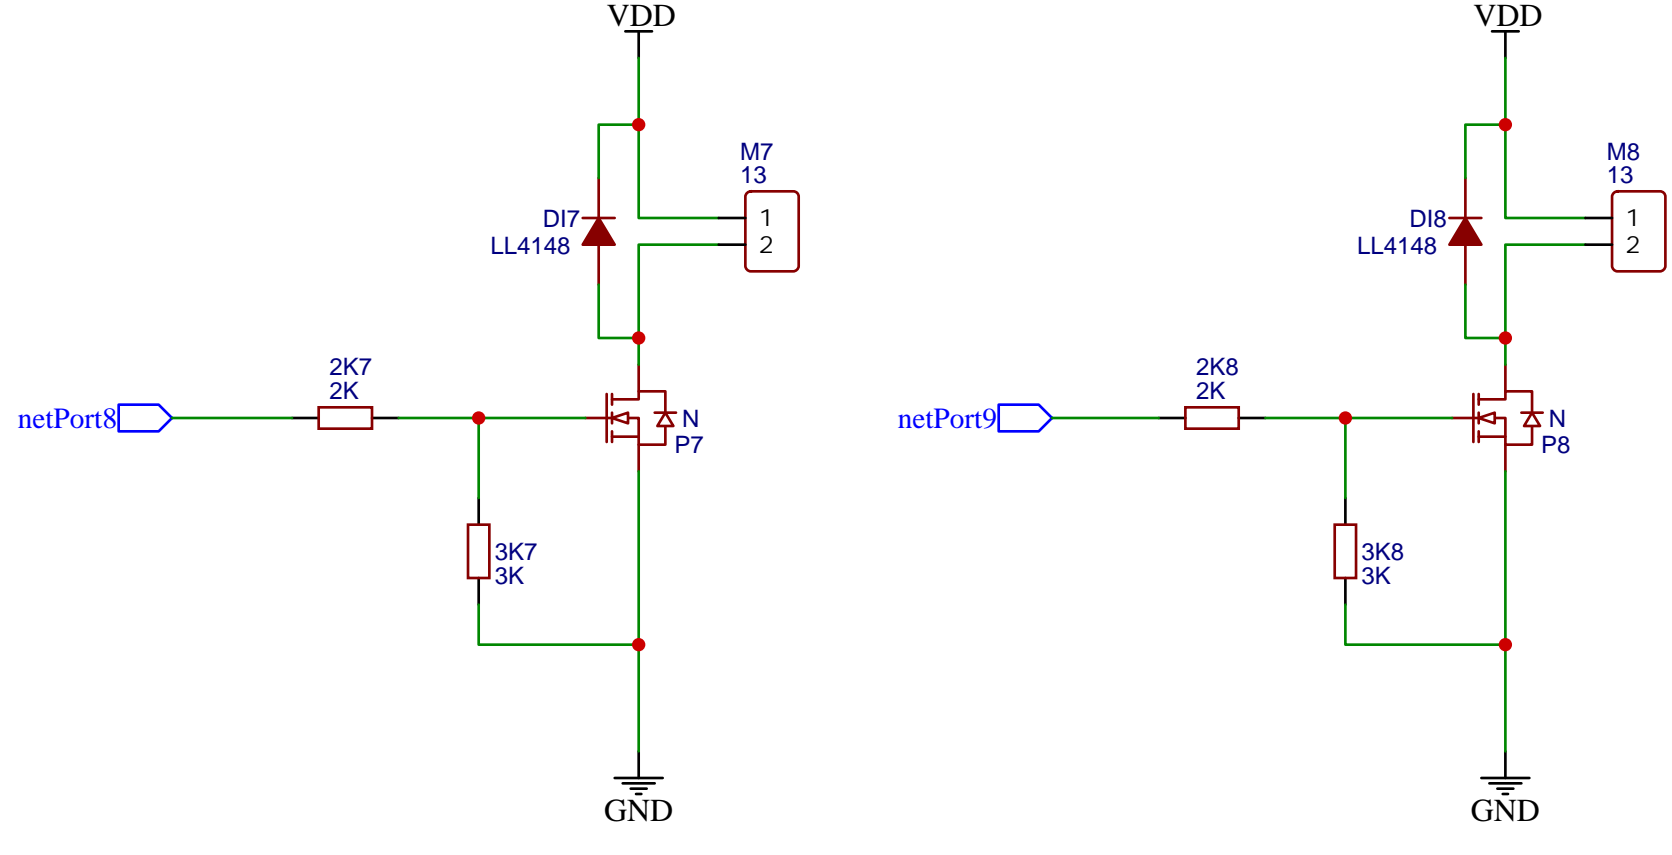 VDD
M7
13
1
2
DI7
LL4148
2K7
2K
netPort8
N
P7
3K7
3K
GND
VDD
M8
13
1
2
DI8
LL4148
2K8
2K
netPort9
N
P8
3K8
3K
GND